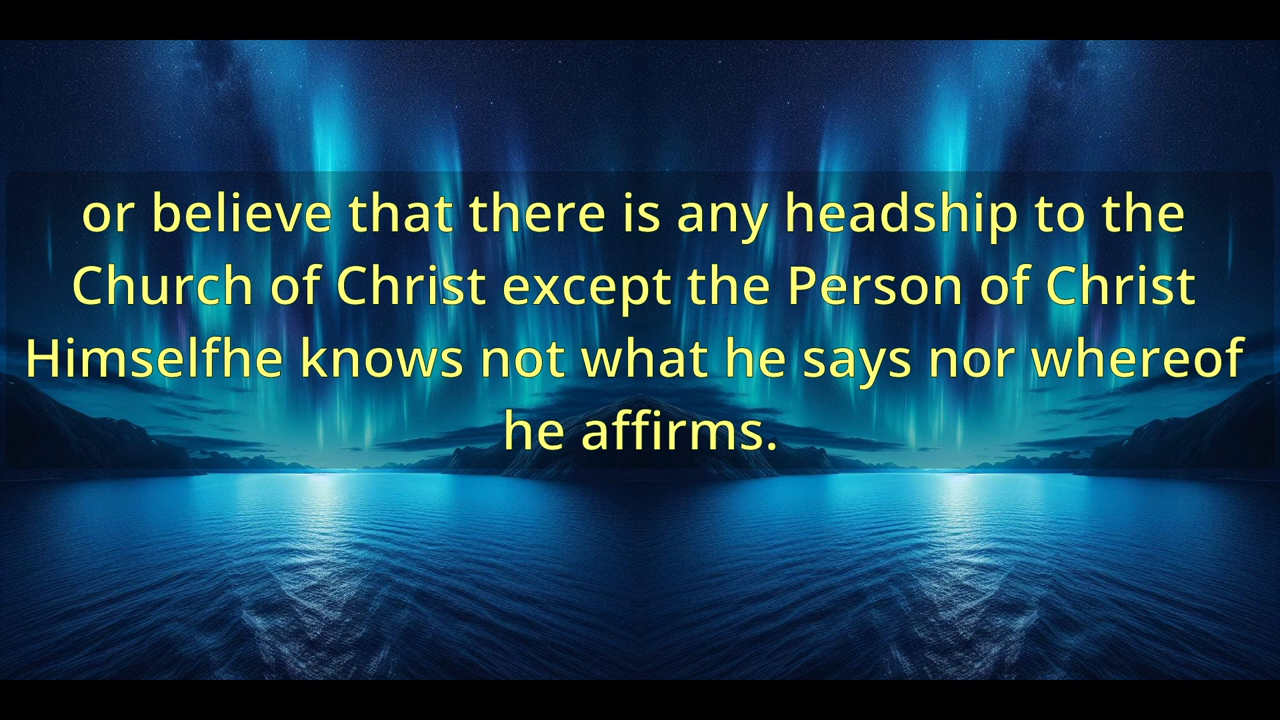 or believe that there is any headship to the
Church of Christ except the Person of Christ
Himselfhe knows not what he says nor whereof
he affirms.